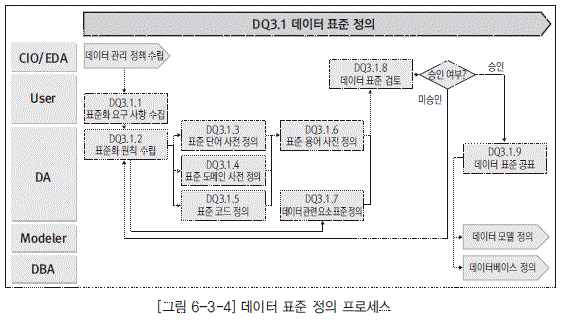 DQ3.1 데이터 표준 정의
CIO/EDA
데이터 관리 정책 수립
DQ3.1.8
데이터 표준 검토
승인 여부?
승인
미승인
User
DQ3.1.1
표준화 요구 사항 수집
DQ3.1.2
표준화 원칙 수립
DQ3.1.3
표준 단어 사전 정의
DQ3.1.6
표준 용어 사전 정의
DA
DQ3.1.4
표준 도메인 사전 정의
DQ3.1.9
데이터 표준 공표
DQ3.1.5
표준 코드 정의
DQ3.1.7
데이터관련요소표준정의
Modeler
데이터 모델 정의
DBA
데이터베이스 정의
[그림 6-3-4] 데이터 표준 정의 프로세스